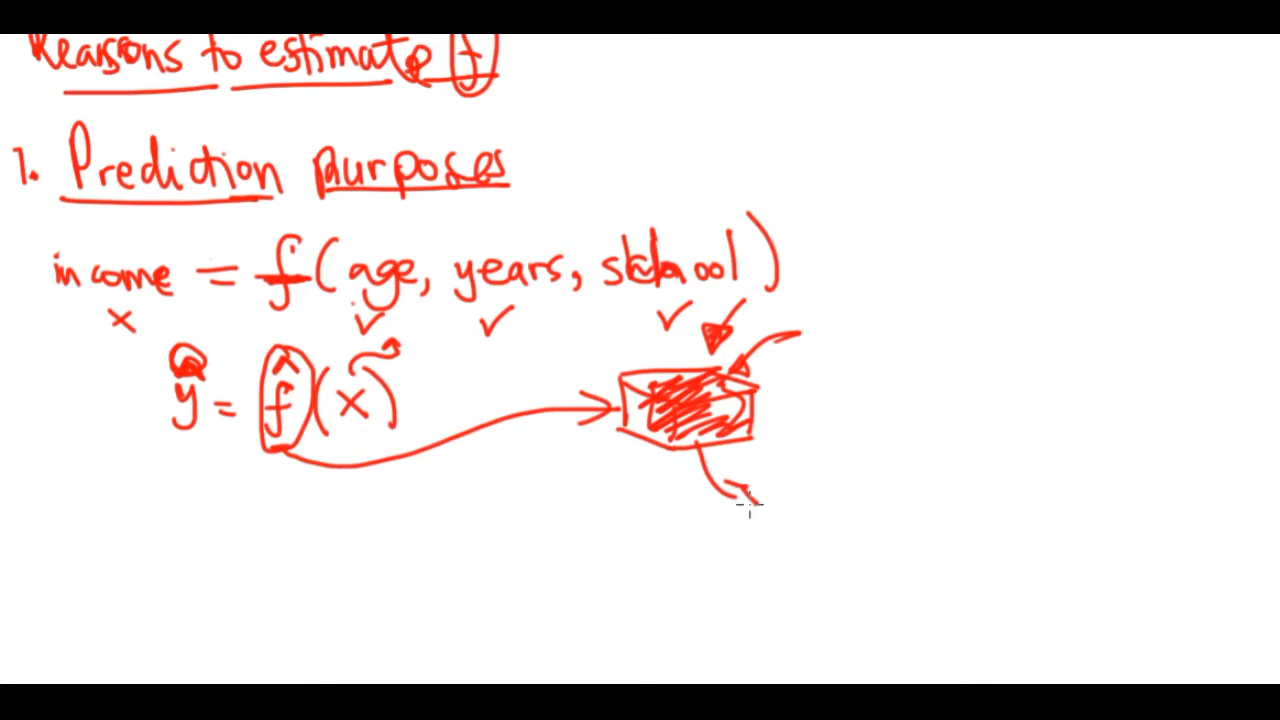 Reasons to estimate f
1. Prediction purposes
income = f(age, years, school)
ŷ = f̂(x)